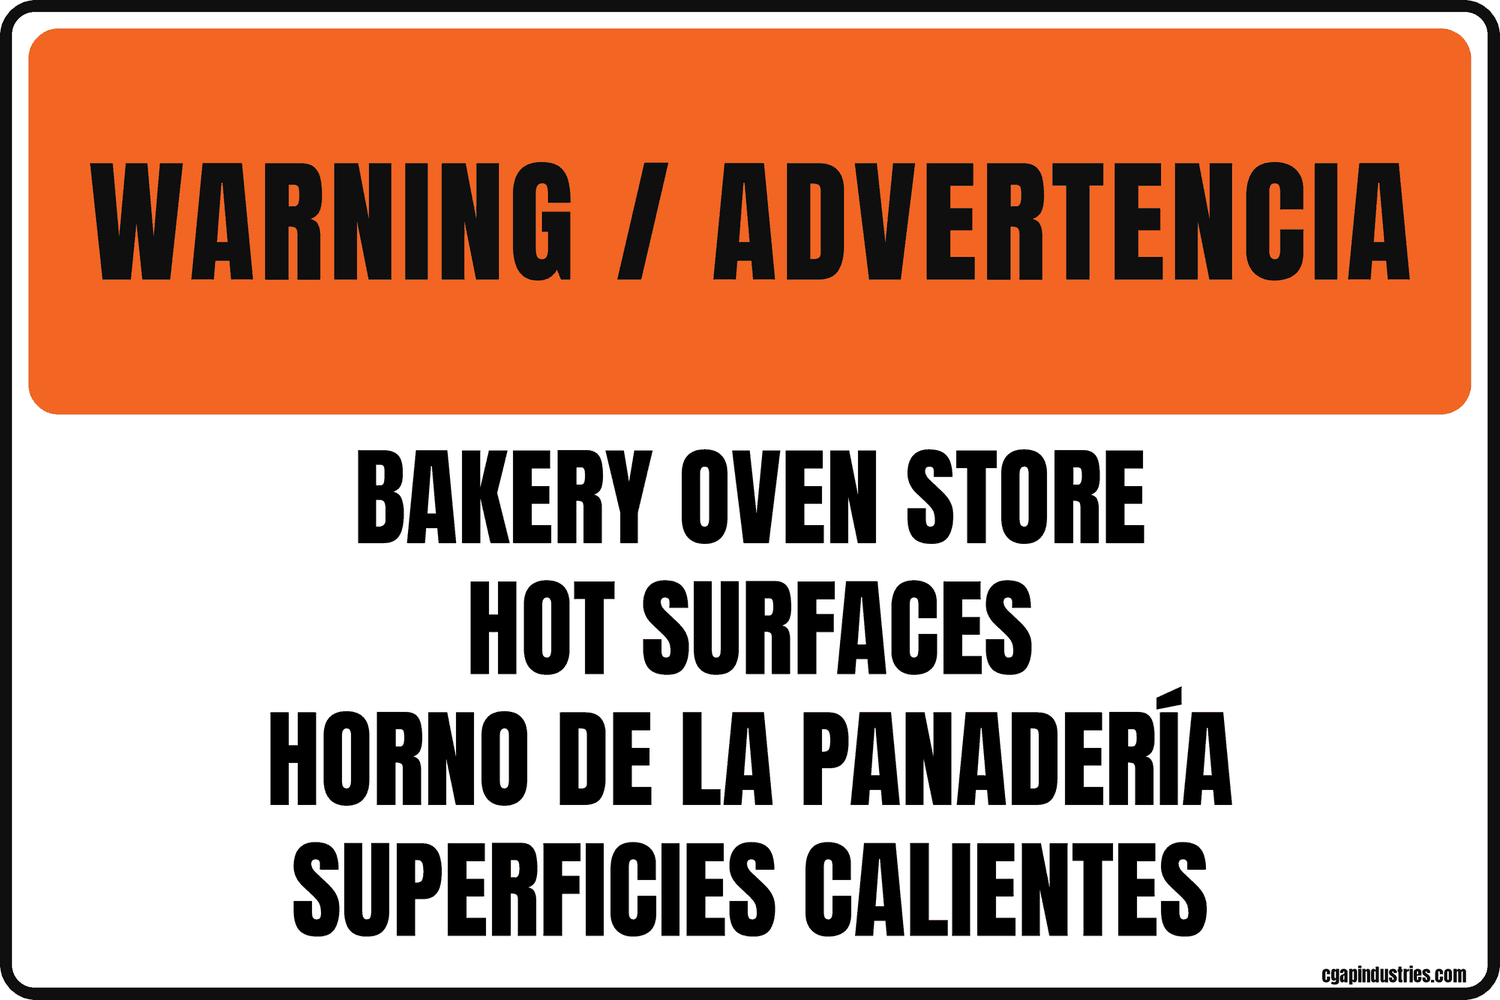 WARNING / ADVERTENCIA
BAKERY OVEN STORE
HOT SURFACES
HORNO DE LA PANADERÍA
SUPERFICIES CALIENTES
cgapindustries.com